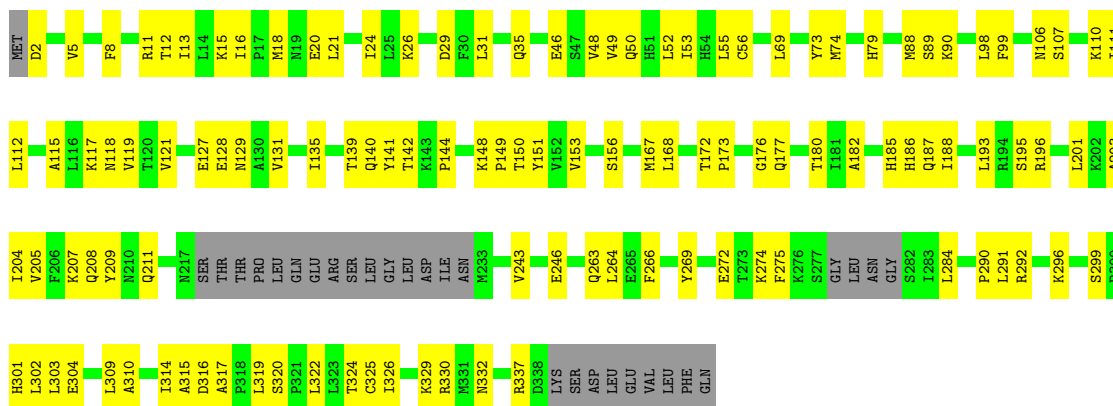 MET D2 V5 F8 R11 T12 I13 L14 K15 I16 P17 M18 N19 E20 L21 I24 L25 K26 D29 F30 L31 Q35 E46 S47 V48 V49 Q50 H51 L52 I53 H54 L55 C56 L69 Y73 M74 H79 M88 S89 K90 L98 F99 N106 S107 K110
L112 A115 L116 K117 N118 V119 T120 V121 E127 E128 N129 A130 V131 I135 T139 Q140 Y141 T142 K143 P144 K148 P149 T150 Y151 V152 V153 S156 M167 L168 T172 P173 G176 Q177 T180 I181 A182 H185 H186 Q187 I188 L193 R194 S195 R196 L201 K202
I204 V205 F206 K207 Q208 Y209 N210 Q211 N217 SER THR THR PRO LEU GLN GLU ARG SER LEU GLY LEU ASP ILE ASN M233 V243 E246 Q263 L264 E265 F266 Y269 E272 T273 K274 F275 K276 S277 GLY LEU ASN GLY S282 I283 L284 P290 L291 R292 K296 S299
H301 L302 L303 E304 L309 A310 I314 A315 D316 A317 P318 L319 S320 P321 L322 L323 T324 C325 I326 K329 R330 M331 N332 R337 D338 LYS SER ASP LEU GLU VAL LEU PHE GLN